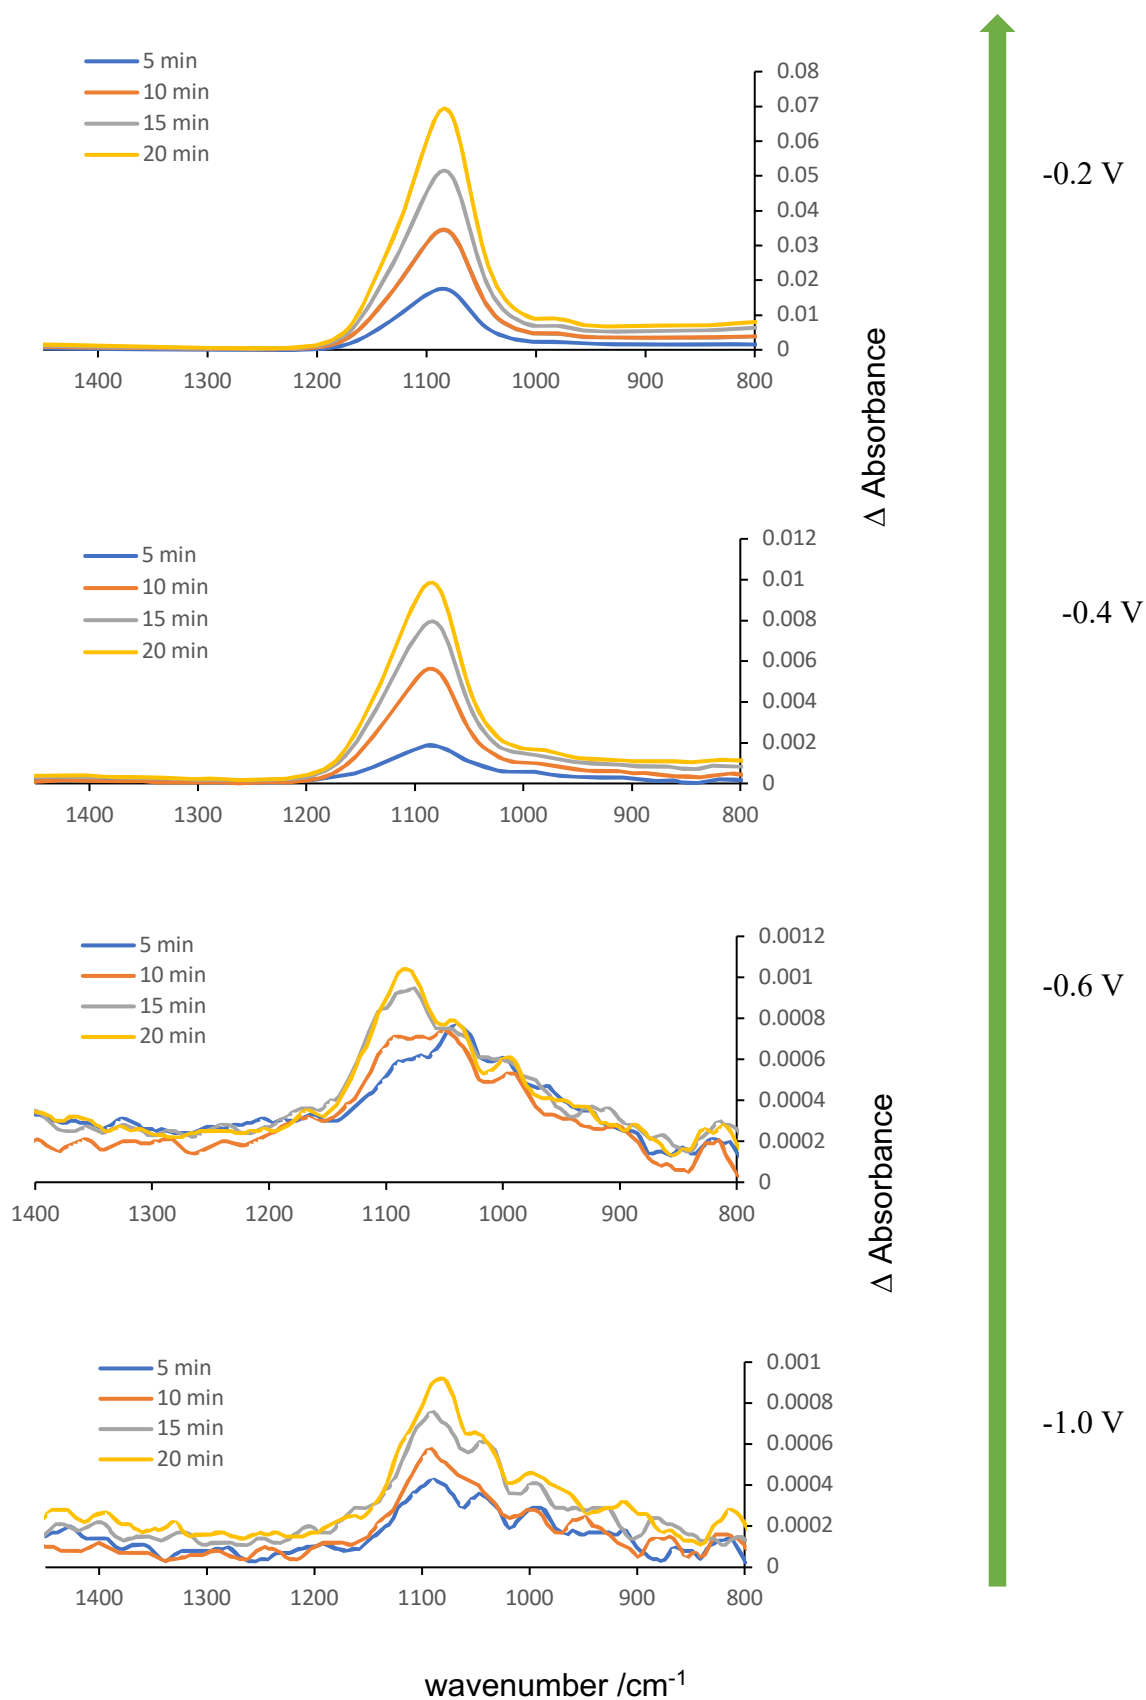 5 min
10 min
15 min
20 min
0.08
0.07
0.06
0.05
0.04
0.03
0.02
0.01
0
1400 1300 1200 1100 1000 900 800
-0.2 V
Δ Absorbance
5 min
10 min
15 min
20 min
0.012
0.01
0.008
0.006
0.004
0.002
0
1400 1300 1200 1100 1000 900 800
-0.4 V
5 min
10 min
15 min
20 min
0.0012
0.001
0.0008
0.0006
0.0004
0.0002
0
1400 1300 1200 1100 1000 900 800
-0.6 V
Δ Absorbance
5 min
10 min
15 min
20 min
0.001
0.0008
0.0006
0.0004
0.0002
0
1400 1300 1200 1100 1000 900 800
-1.0 V
wavenumber /cm⁻¹